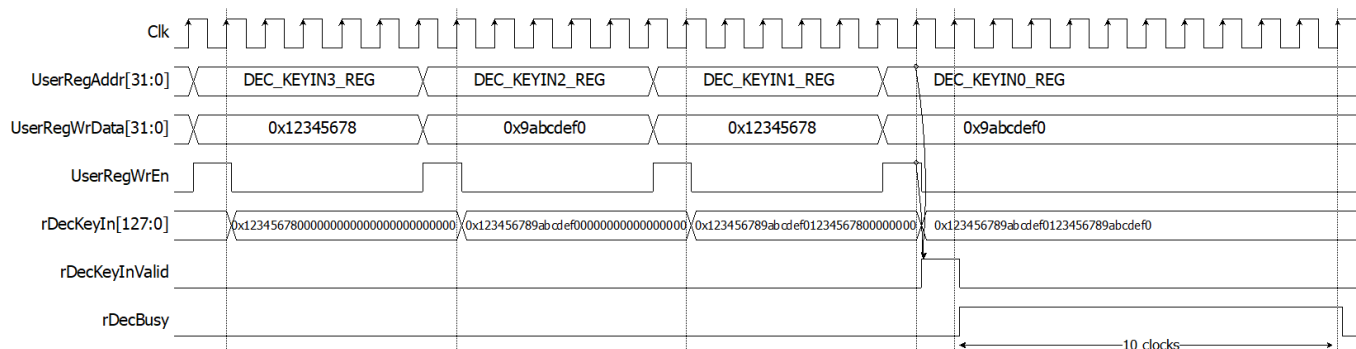 Clk
UserRegAddr[31:0] DEC_KEYIN3_REG DEC_KEYIN2_REG DEC_KEYIN1_REG DEC_KEYIN0_REG
UserRegWrData[31:0] 0x12345678 0x9abcdef0 0x12345678 0x9abcdef0
UserRegWrEn
rDecKeyIn[127:0] 0x12345678000000000000000000000000 0x123456789abcdef00000000000000000 0x123456789abcdef01234567800000000 0x123456789abcdef0123456789abcdef0
rDecKeyInValid
rDecBusy
10 clocks